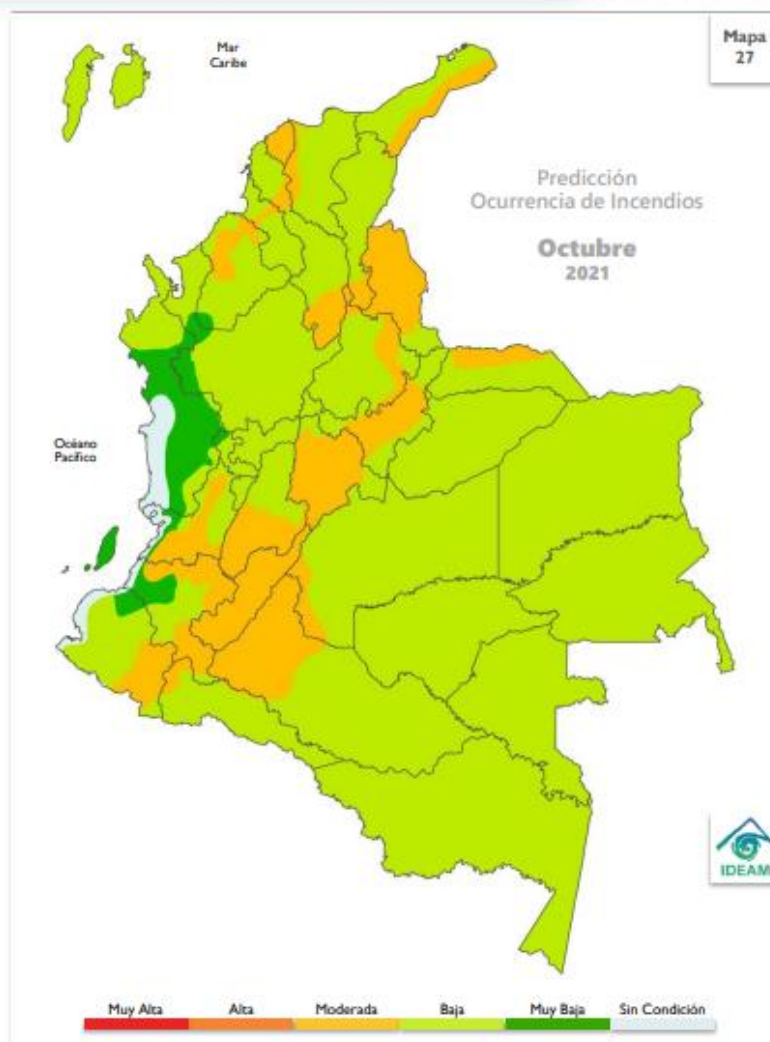 Mapa
27
Mar
Caribe
Predicción
Ocurrencia de Incendios
Octubre
2021
Océano
Pacífico
IDEAM
Muy Alta
Alta
Moderada
Baja
Muy Baja
Sin Condición